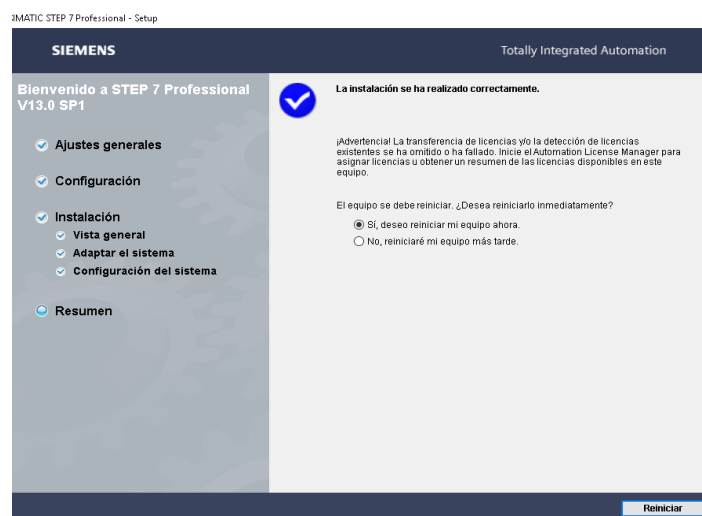 IMATIC STEP 7 Professional - Setup
SIEMENS
Totally Integrated Automation
Bienvenido a STEP 7 Professional
V13.0 SP1
Ajustes generales
Configuración
Instalación
Vista general
Adaptar el sistema
Configuración del sistema
Resumen
La instalación se ha realizado correctamente.
¡Advertencia! La transferencia de licencias y/o la detección de licencias
existentes se ha omitido o ha fallado. Inicie el Automation License Manager para
asignar licencias u obtener un resumen de las licencias disponibles en este
equipo.
El equipo se debe reiniciar. ¿Desea reiniciarlo inmediatamente?
Sí, deseo reiniciar mi equipo ahora.
No, reiniciaré mi equipo más tarde.
Reiniciar